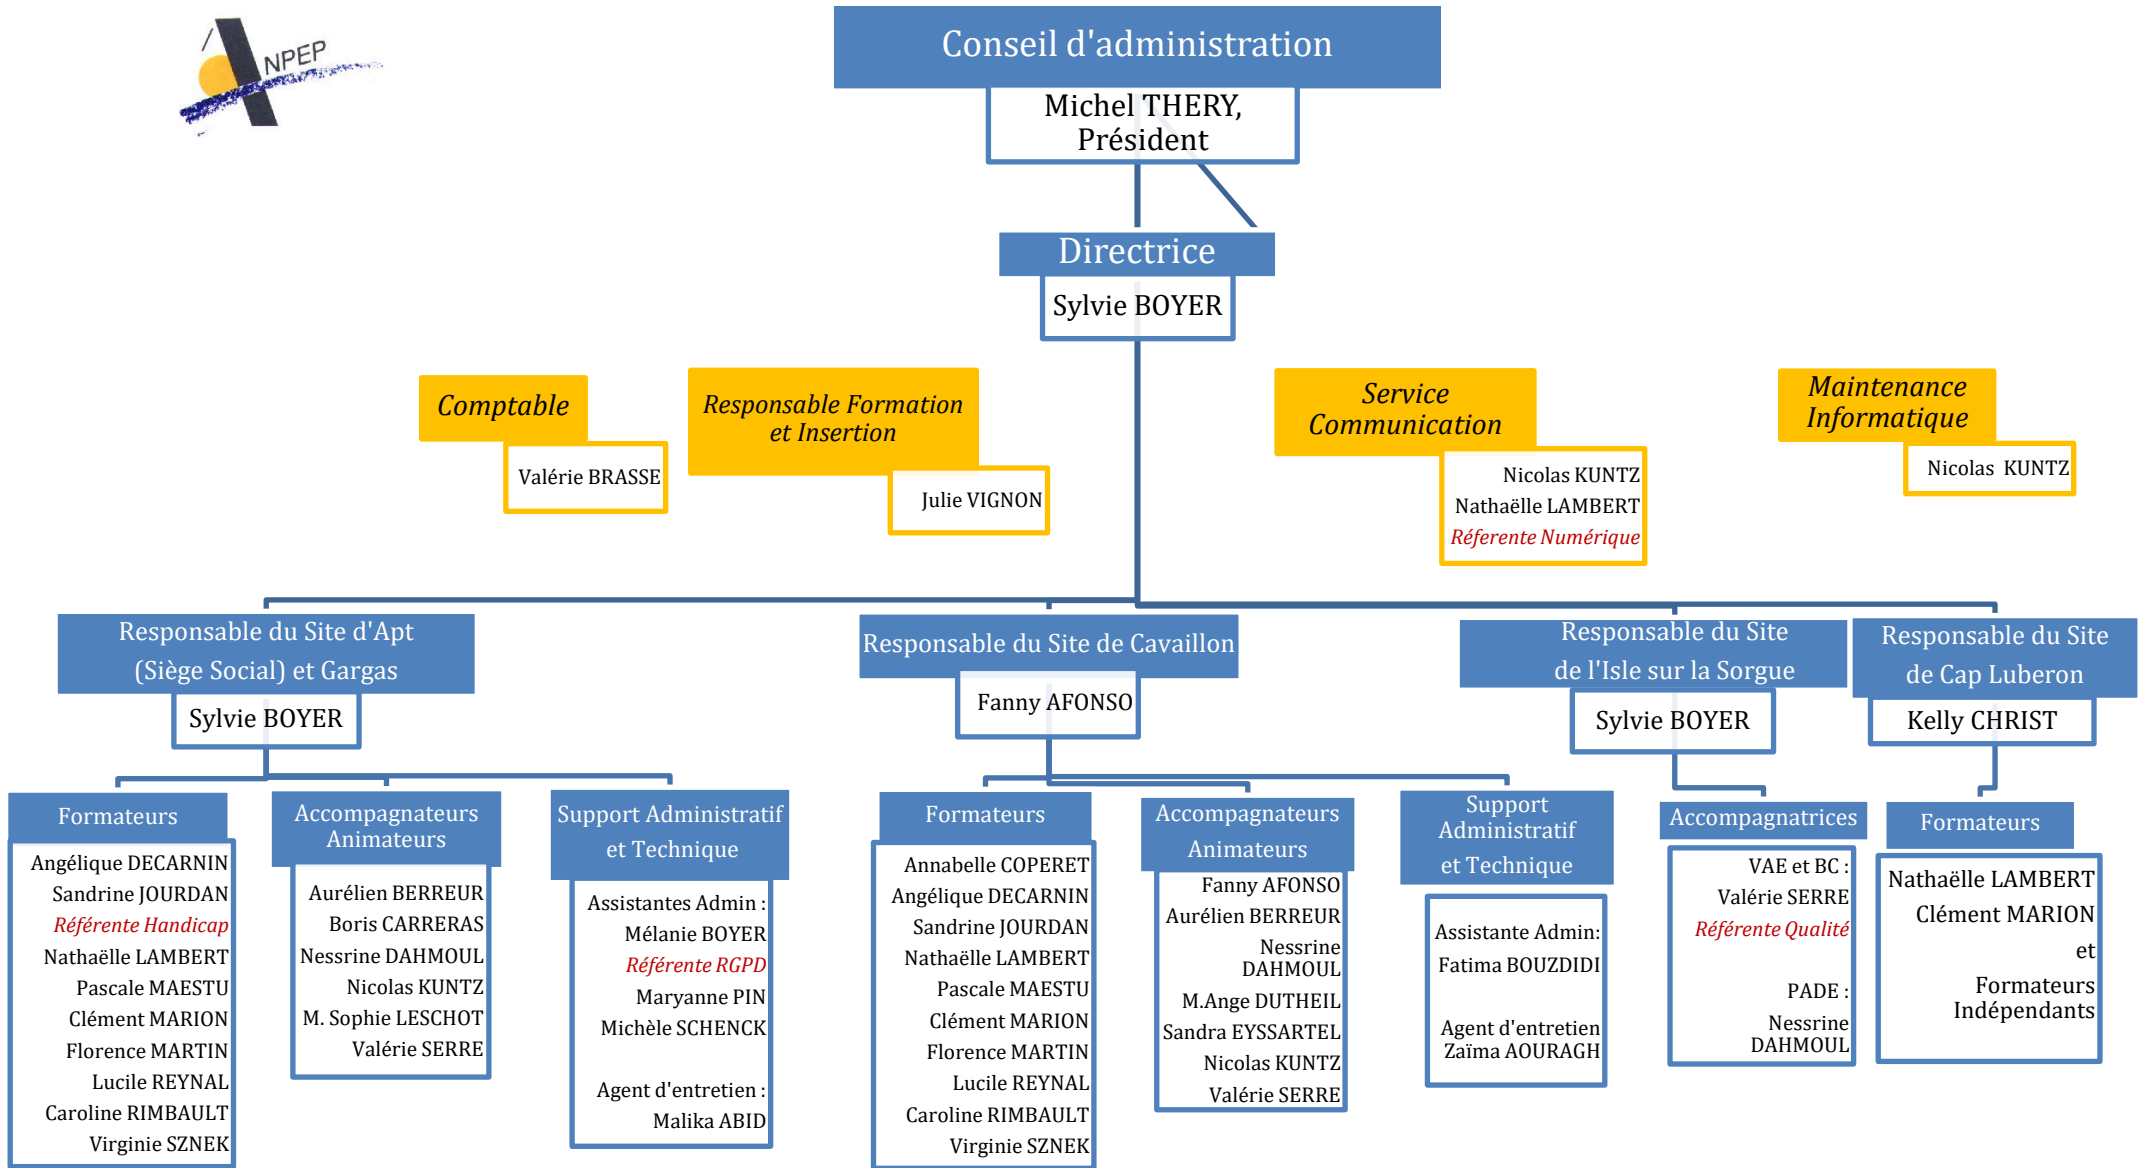 NPEP
Conseil d'administration
Michel THERY,
Président
Directrice
Sylvie BOYER
Comptable
Valérie BRASSE
Responsable Formation
et Insertion
Julie VIGNON
Service
Communication
Nicolas KUNTZ
Nathaëlle LAMBERT
Réferente Numérique
Maintenance
Informatique
Nicolas KUNTZ
Responsable du Site d'Apt
(Siège Social) et Gargas
Sylvie BOYER
Formateurs
Angélique DECARNIN
Sandrine JOURDAN
Référente Handicap
Nathaëlle LAMBERT
Pascale MAESTU
Clément MARION
Florence MARTIN
Lucile REYNAL
Caroline RIMBAULT
Virginie SZNEK
Accompagnateurs
Animateurs
Aurélien BERREUR
Boris CARRERAS
Nessrine DAHMOUL
Nicolas KUNTZ
M. Sophie LESCHOT
Valérie SERRE
Support Administratif
et Technique
Assistantes Admin :
Mélanie BOYER
Référente RGPD
Maryanne PIN
Michèle SCHENCK
Agent d'entretien :
Malika ABID
Responsable du Site de Cavaillon
Fanny AFONSO
Formateurs
Annabelle COPERET
Angélique DECARNIN
Sandrine JOURDAN
Nathaëlle LAMBERT
Pascale MAESTU
Clément MARION
Florence MARTIN
Lucile REYNAL
Caroline RIMBAULT
Virginie SZNEK
Accompagnateurs
Animateurs
Fanny AFONSO
Aurélien BERREUR
Nessrine
DAHMOUL
M.Ange DUTHEIL
Sandra EYSSARTEL
Nicolas KUNTZ
Valérie SERRE
Support
Administratif
et Technique
Assistante Admin:
Fatima BOUZDIDI
Agent d'entretien
Zaïma AOURAGH
Responsable du Site
de l'Isle sur la Sorgue
Sylvie BOYER
Accompagnatrices
VAE et BC :
Valérie SERRE
Référente Qualité
PADE :
Nessrine
DAHMOUL
Responsable du Site
de Cap Luberon
Kelly CHRIST
Formateurs
Nathaëlle LAMBERT
Clément MARION
et
Formateurs
Indépendants